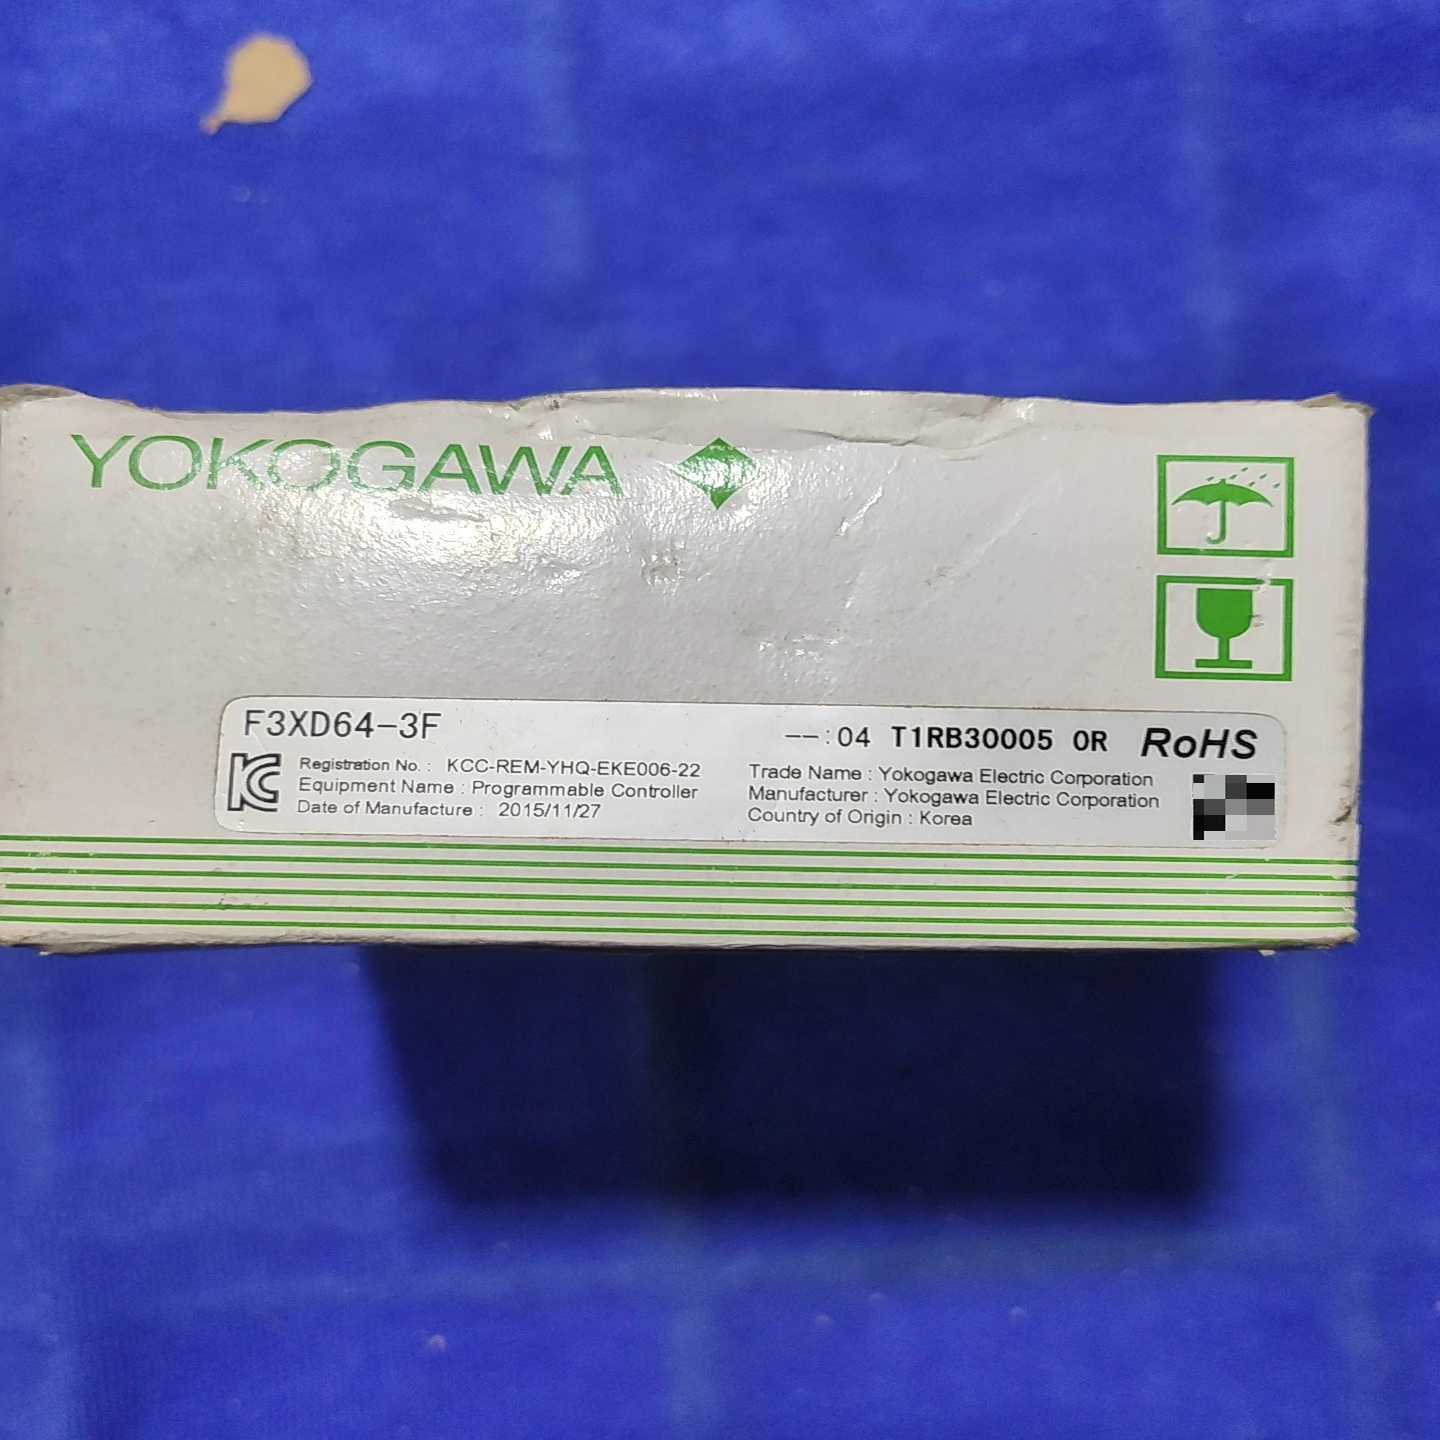 YOKOGAWA
F3XD64-3F
--:04 T1RB30005 0R RoHS
Registration No. : KCC-REM-YHQ-EKE006-22
Equipment Name : Programmable Controller
Date of Manufacture : 2015/11/27
Trade Name : Yokogawa Electric Corporation
Manufacturer : Yokogawa Electric Corporation
Country of Origin : Korea